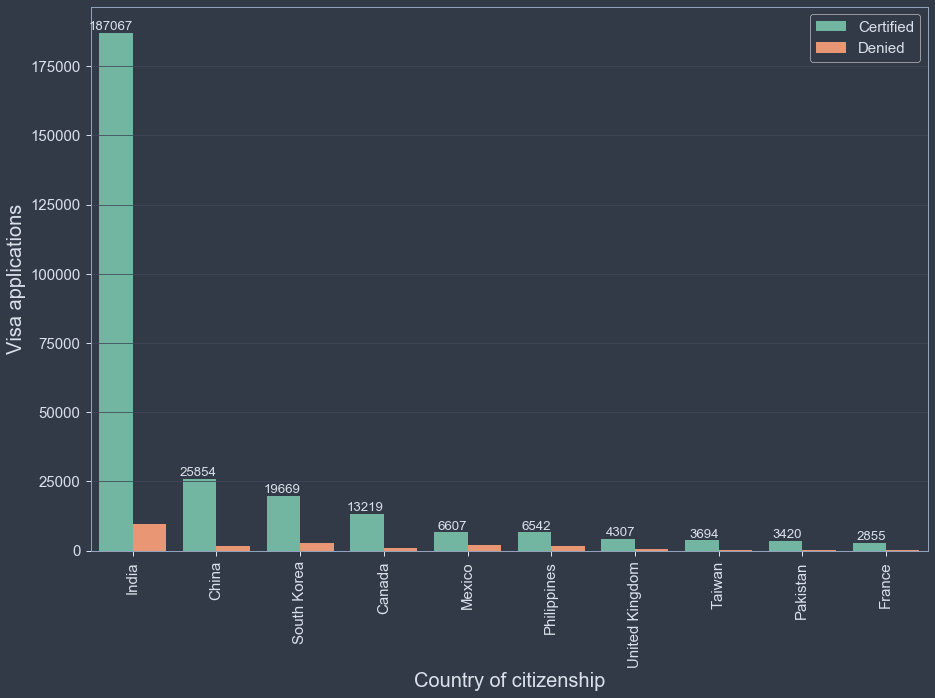 187067
Certified
Denied
175000
150000
125000
100000
75000
50000
25000
0
Visa applications
25854
19669
13219
6607
6542
4307
3694
3420
2855
India
China
South Korea
Canada
Mexico
Philippines
United Kingdom
Taiwan
Pakistan
France
Country of citizenship